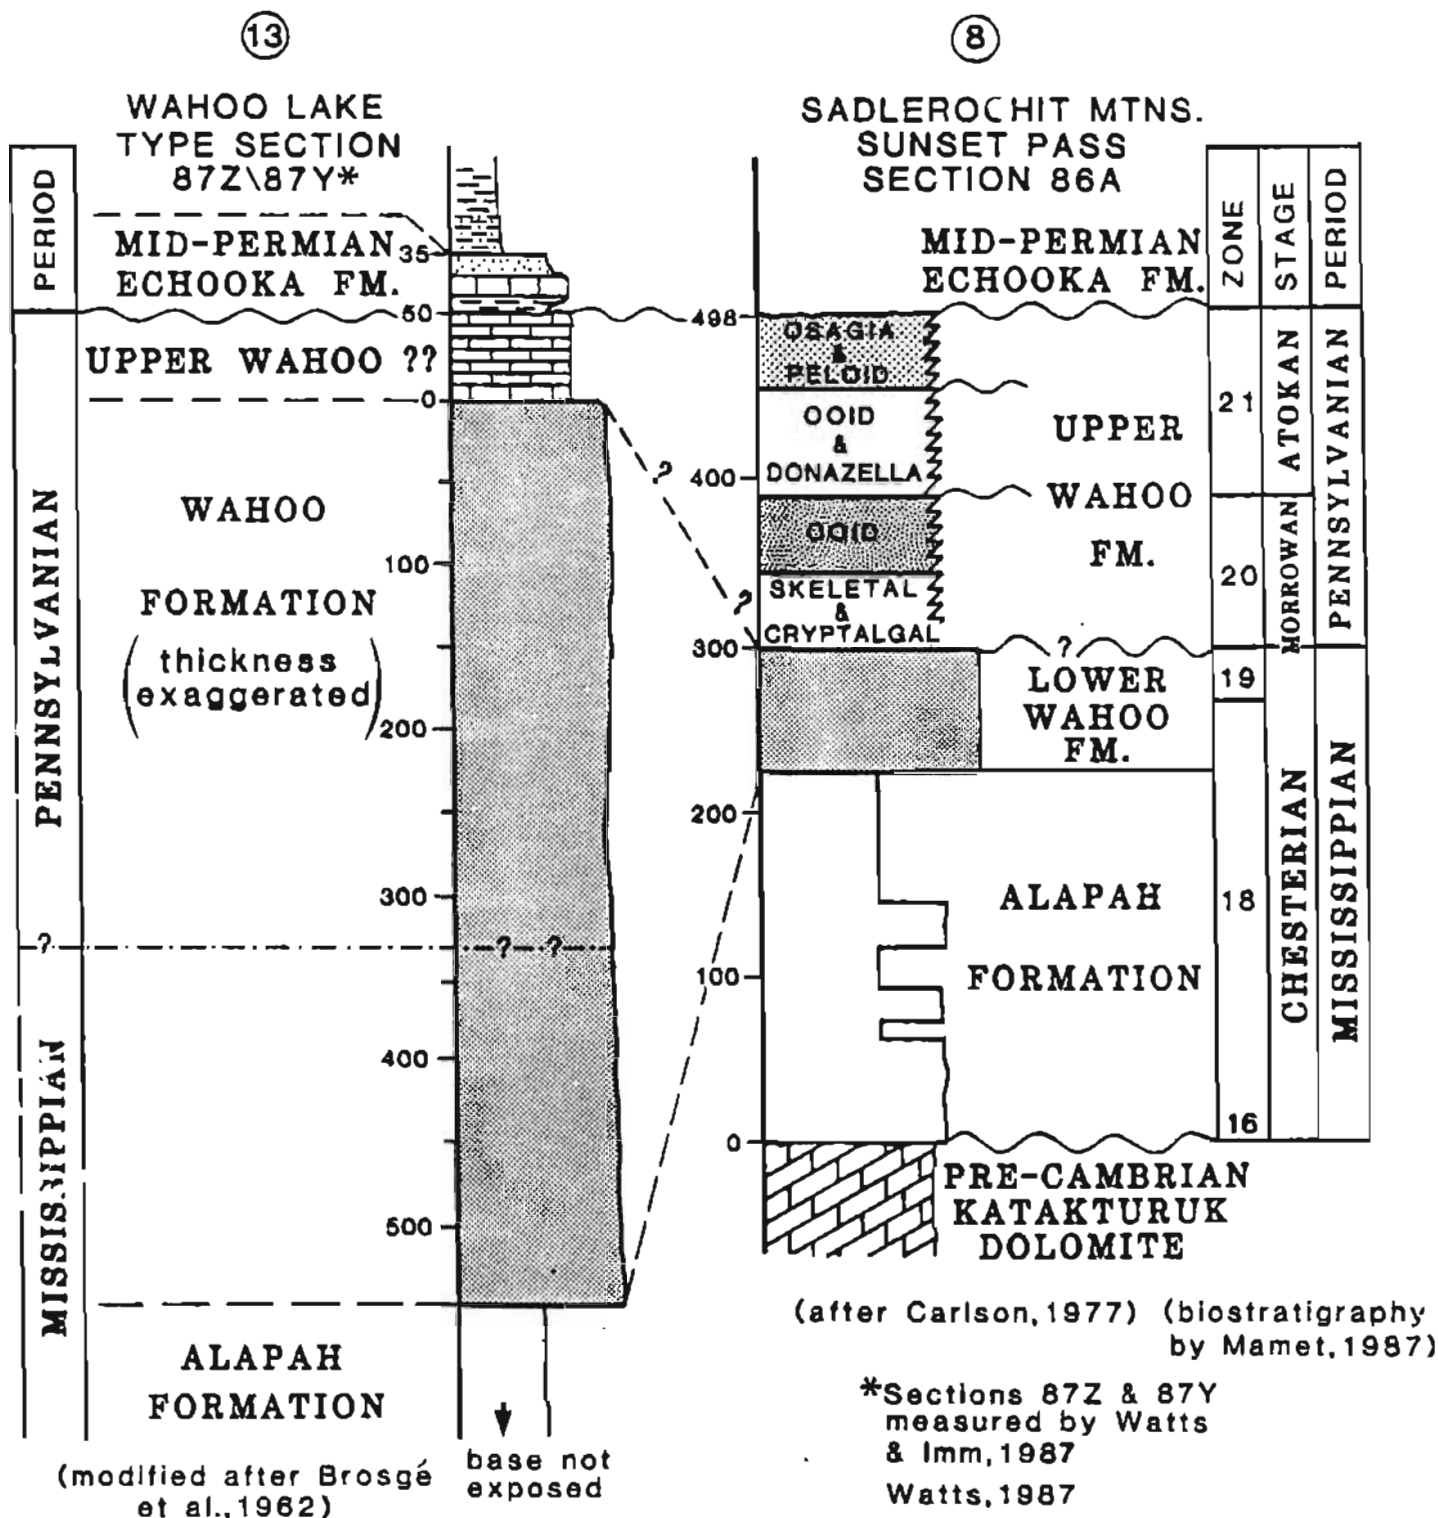 13
WAHOO LAKE
TYPE SECTION
87Z\87Y*
PERIOD
MID-PERMIAN
ECHOOKA FM.
35
50
UPPER WAHOO ??
0
WAHOO
FORMATION
(thickness
exaggerated)
100
200
300
400
500
PENNSYLVANIAN
?
? ?
MISSISSIPPIAN
ALAPAH
FORMATION
(modified after Brosgé
et al., 1962)
base not
exposed
?
?
8
SADLEROCHIT MTNS.
SUNSET PASS
SECTION 86A
ZONE
STAGE
PERIOD
MID-PERMIAN
ECHOOKA FM.
498
OSAGIA
&
PELOID
OOID
&
DONAZELLA
400
OOID
SKELETAL
&
CRYPTALGAL
300
UPPER
WAHOO
FM.
?
LOWER
WAHOO
FM.
200
ALAPAH
FORMATION
100
0
21
20
19
18
16
ATOKAN
MORROWAN
CHESTERIAN
PENNSYLVANIAN
MISSISSIPPIAN
PRE-CAMBRIAN
KATAKTURUK
DOLOMITE
(after Carlson, 1977) (biostratigraphy
by Mamet, 1987)
*Sections 87Z & 87Y
measured by Watts
& Imm, 1987
Watts, 1987